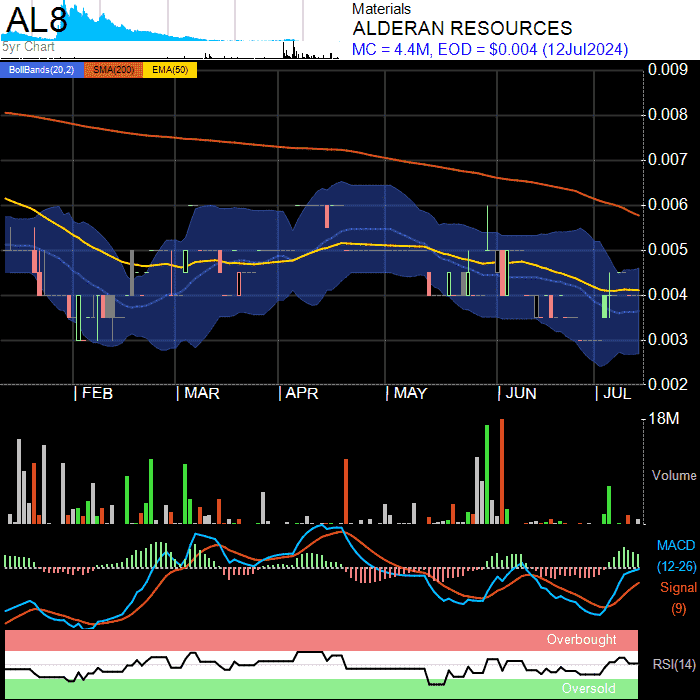 AL8
5yr Chart
Materials
ALDERAN RESOURCES
MC = 4.4M, EOD = $0.004 (12Jul2024)
BollBands(20,2) SMA(200) EMA(50)
0.009
0.008
0.007
0.006
0.005
0.004
0.003
0.002
| FEB | MAR | APR | MAY | JUN | JUL
18M
Volume
MACD
(12-26)
Signal
(9)
Overbought
RSI(14)
Oversold